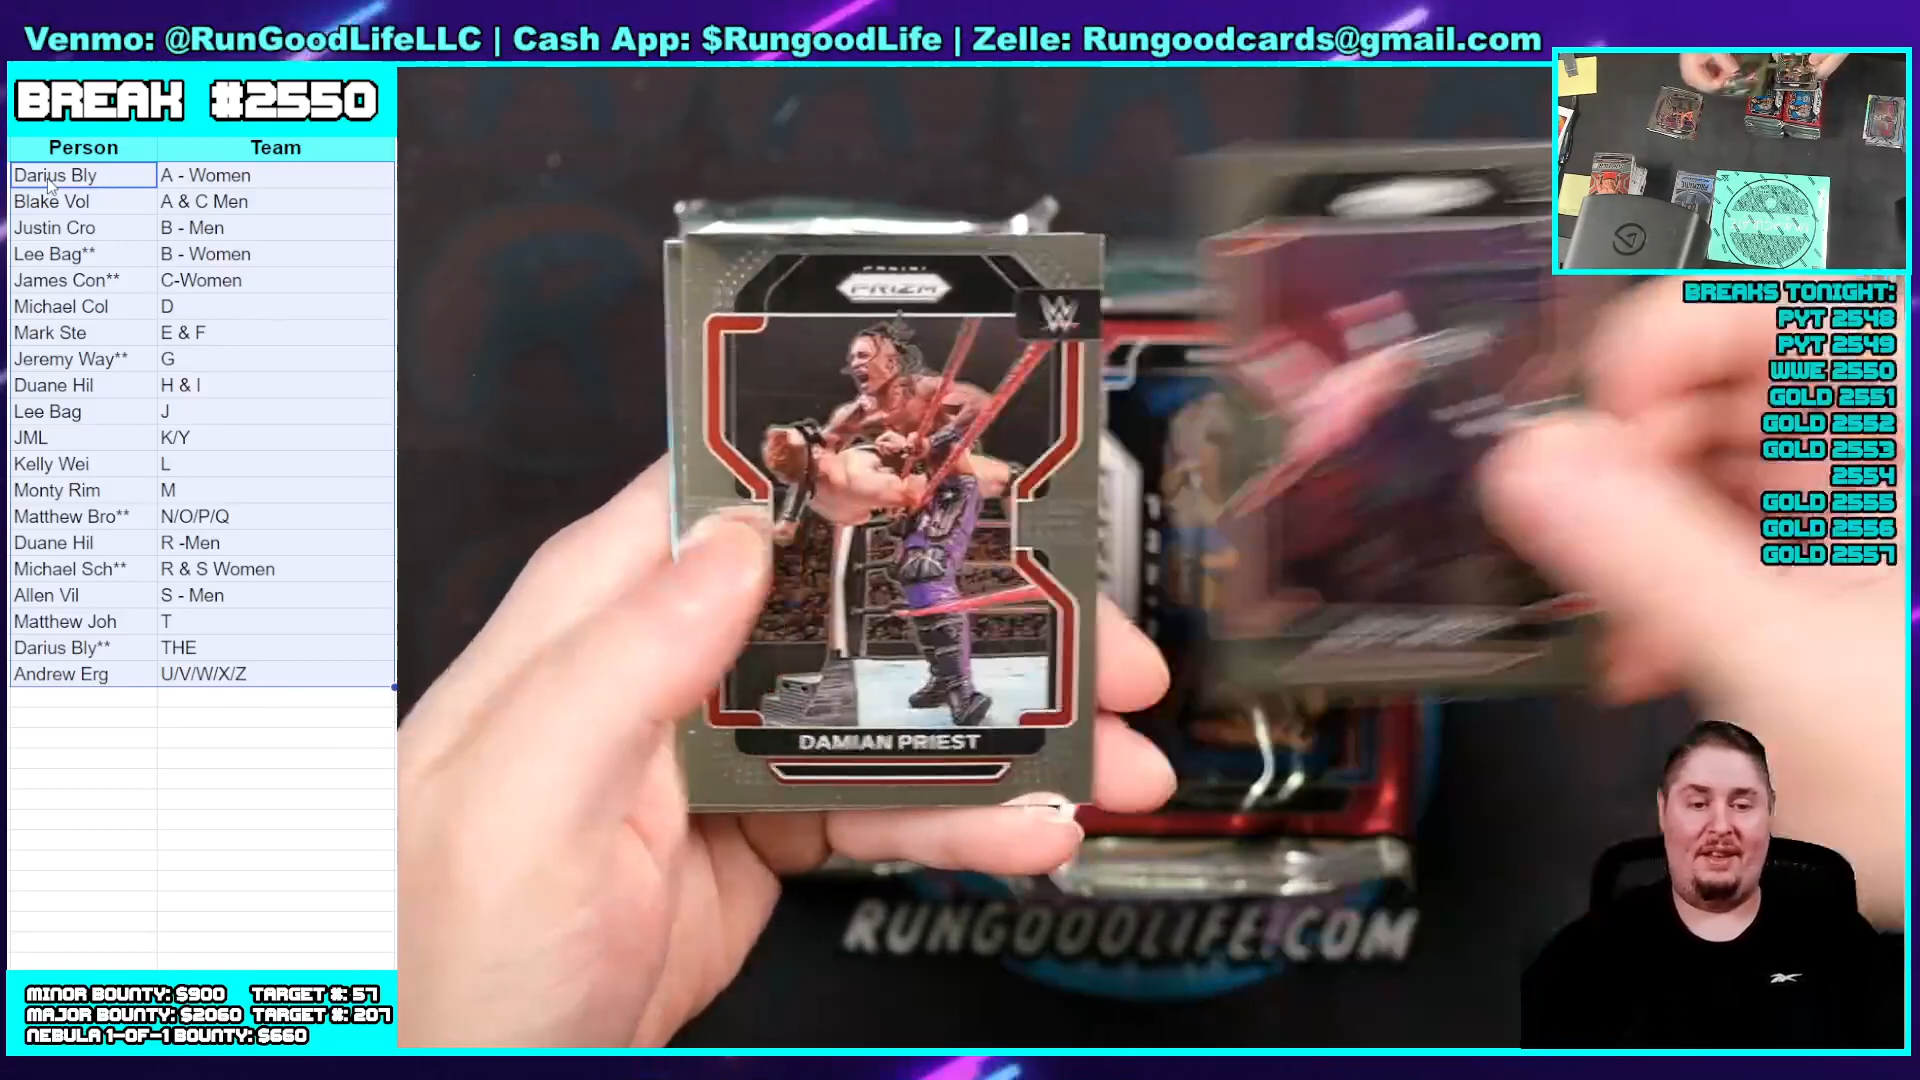 Venmo: @RunGoodLifeLLC | Cash App: $RungoodLife | Zelle: Rungoodcards@gmail.com
BREAK #2550
Person Team
Darius Bly A - Women
Blake Vol A & C Men
Justin Cro B - Men
Lee Bag** B - Women
James Con** C-Women
Michael Col D
Mark Ste E & F
Jeremy Way** G
Duane Hil H & I
Lee Bag J
JML K/Y
Kelly Wei L
Monty Rim M
Matthew Bro** N/O/P/Q
Duane Hil R -Men
Michael Sch** R & S Women
Allen Vil S - Men
Matthew Joh T
Darius Bly** THE
Andrew Erg U/V/W/X/Z
MINOR BOUNTY: $900 TARGET #: 57
MAJOR BOUNTY: $2060 TARGET #: 207
NEBULA 1-OF-1 BOUNTY: $660
PANINI
PRIZM
W
DAMIAN PRIEST
RUNGOODLIFE.COM
BREAKS TONIGHT:
PYT 2548
PYT 2549
WWE 2550
GOLD 2551
GOLD 2552
GOLD 2553
2554
GOLD 2555
GOLD 2556
GOLD 2557